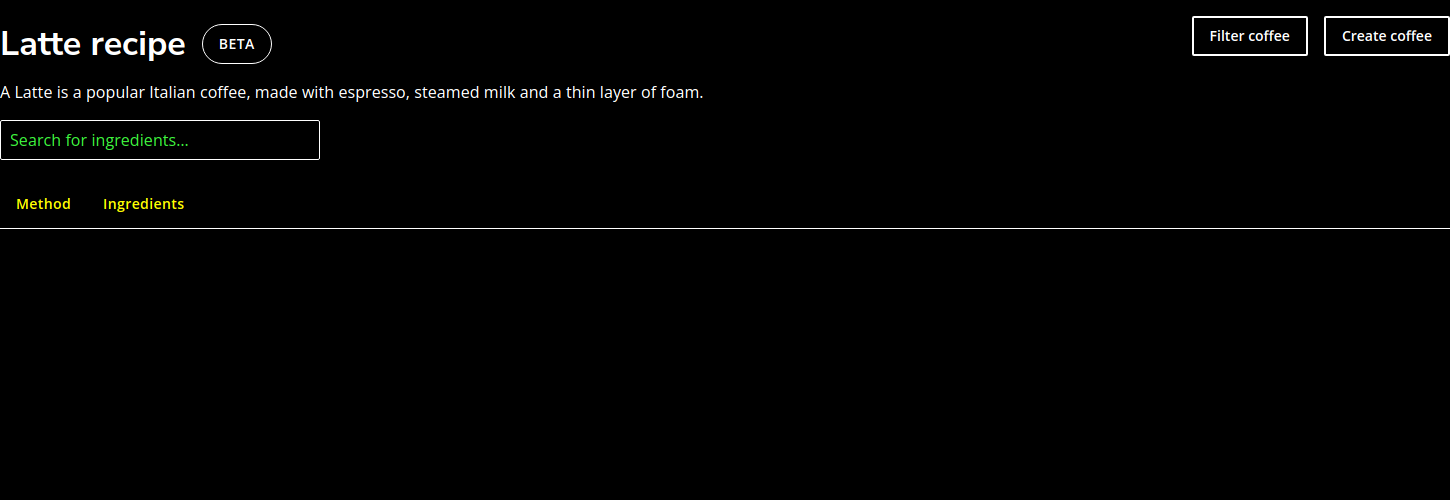 Latte recipe BETA
Filter coffee Create coffee
A Latte is a popular Italian coffee, made with espresso, steamed milk and a thin layer of foam.
Search for ingredients...
Method Ingredients